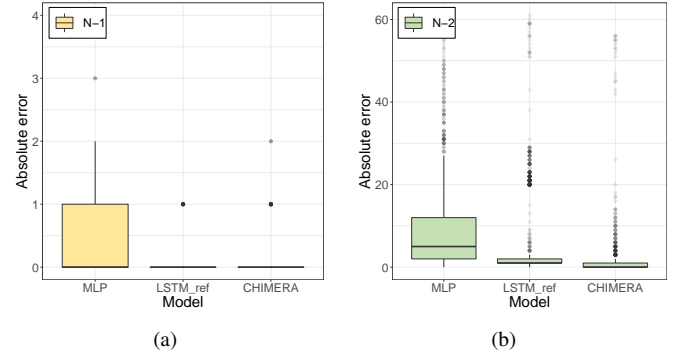 N−1
Absolute error
4
3
2
1
0
MLP
LSTM_ref
CHIMERA
Model
(a)
N−2
Absolute error
60
40
20
0
MLP
LSTM_ref
CHIMERA
Model
(b)